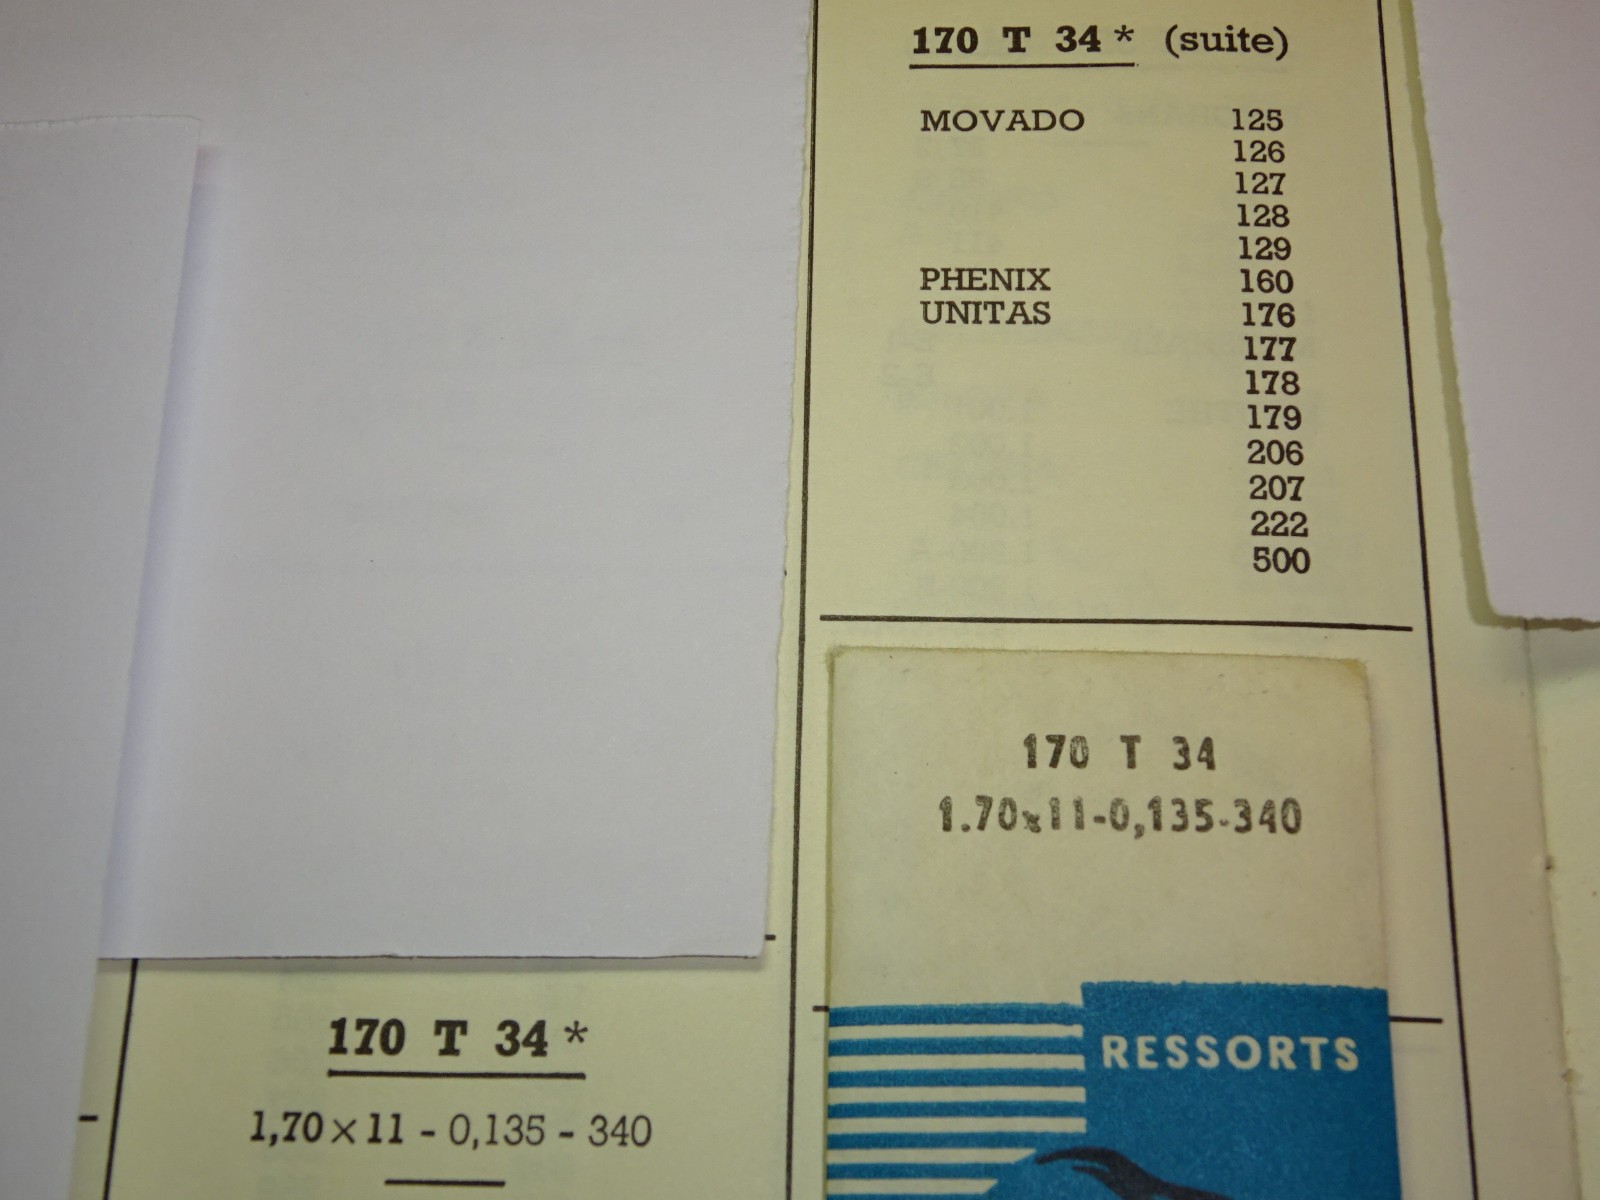 170 T 34 * (suite)
MOVADO 125
126
127
128
129
PHENIX 160
UNITAS 176
177
178
179
206
207
222
500
170 T 34
1.70x11-0,135-340
RESSORTS
170 T 34 *
1,70 × 11 - 0,135 - 340